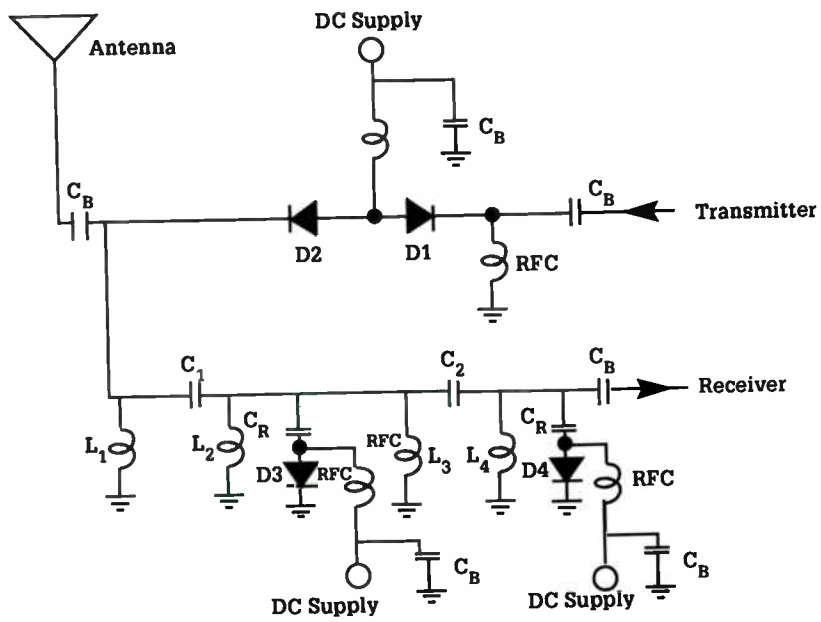 DC Supply
Antenna
C_B
C_B
C_B
Transmitter
D2
D1
RFC
C_1
C_2
C_B
Receiver
L_1
L_2
C_R
RFC
L_3
L_4
C_R
D3
RFC
D4
RFC
C_B
C_B
DC Supply
DC Supply